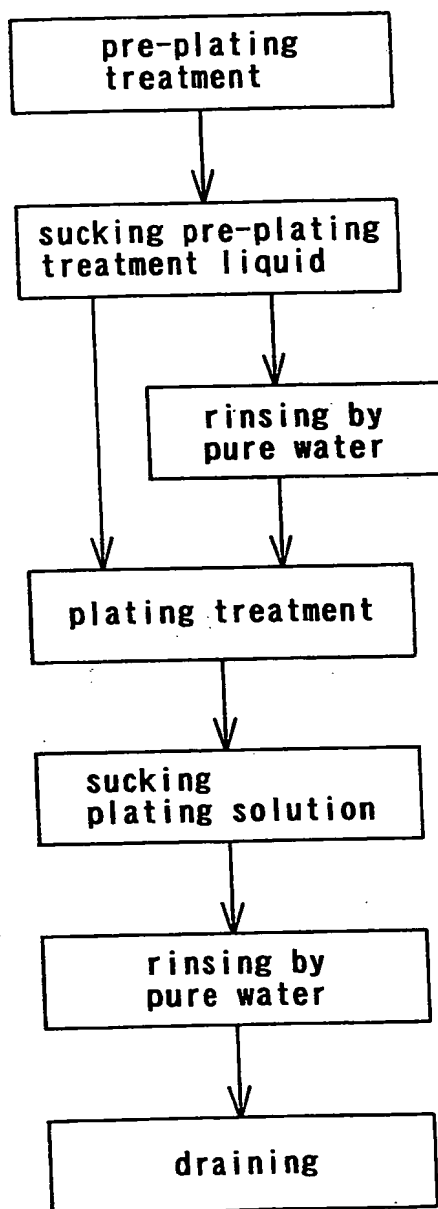 pre-plating
treatment
sucking pre-plating
treatment liquid
rinsing by
pure water
plating treatment
sucking
plating solution
rinsing by
pure water
draining